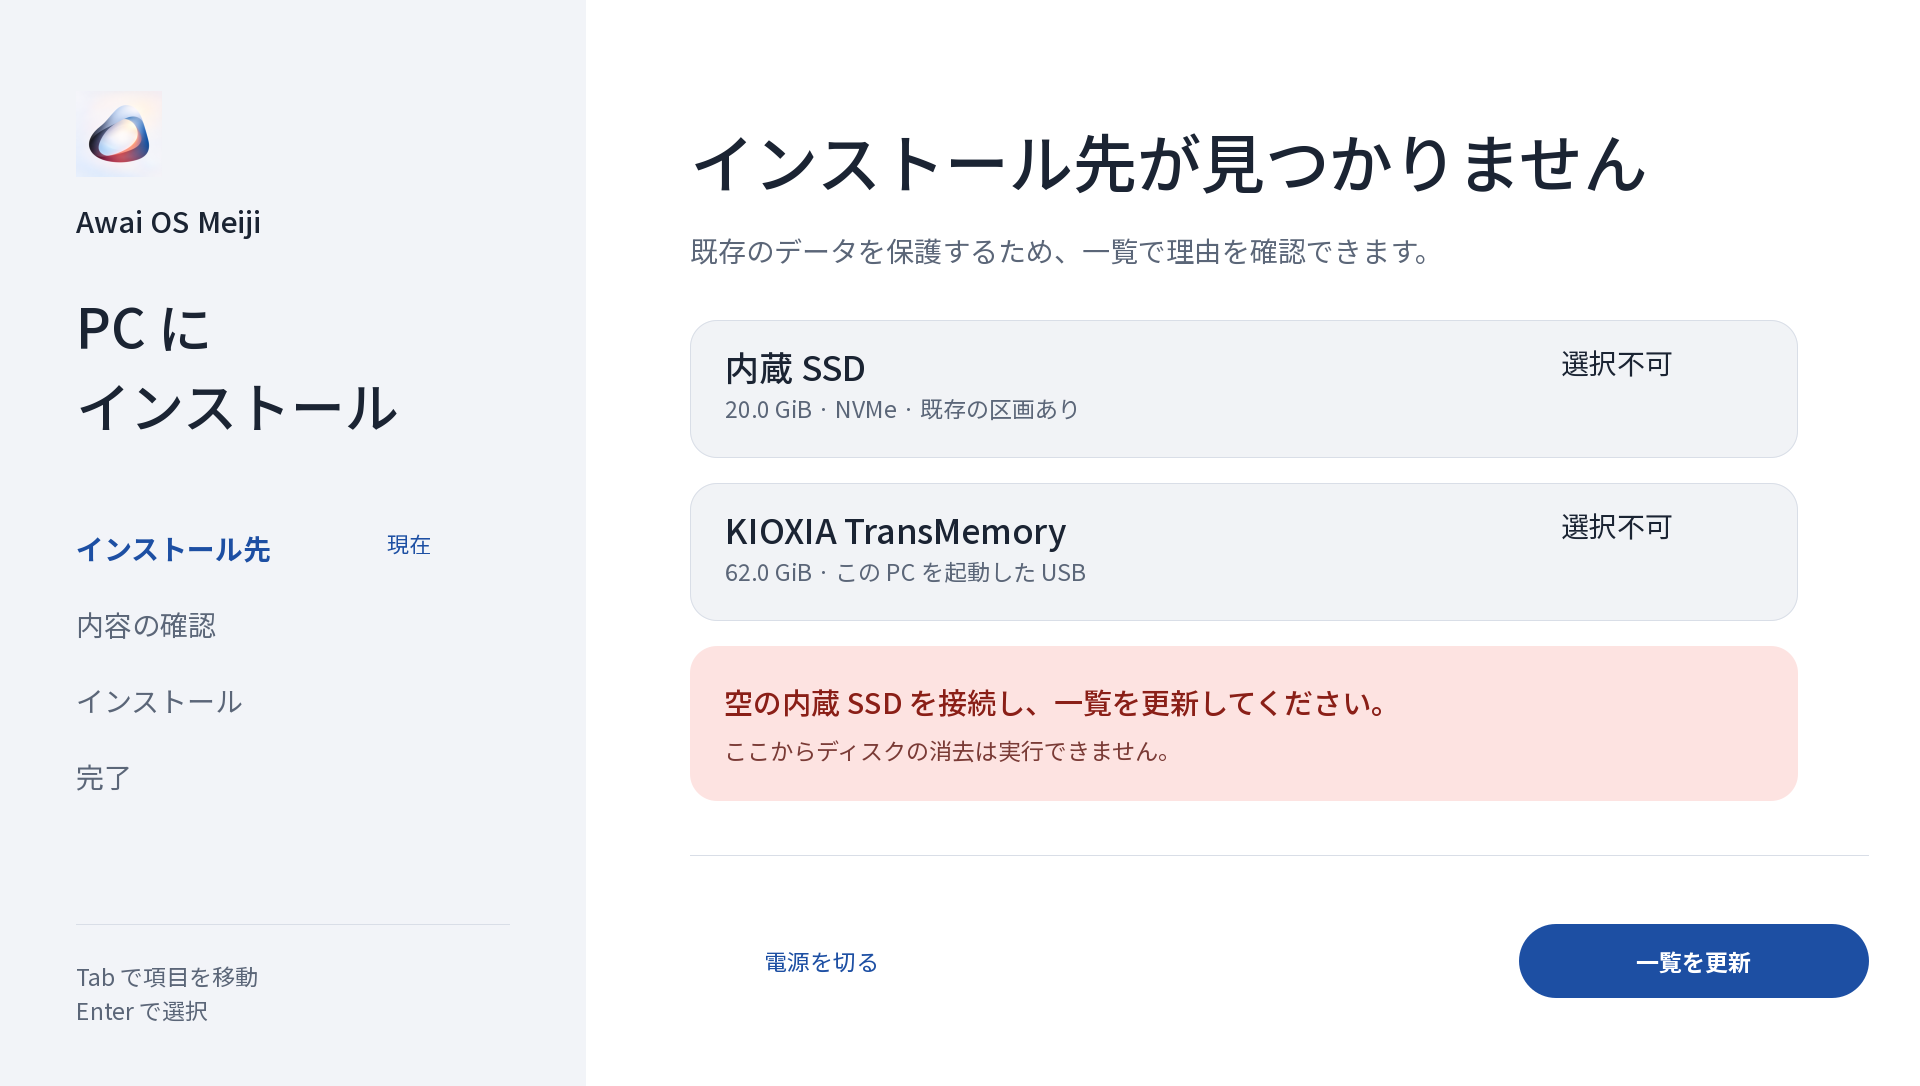 Awai OS Meiji
PC に
インストール
インストール先 現在
内容の確認
インストール
完了
Tab で項目を移動
Enter で選択
インストール先が見つかりません
既存のデータを保護するため、一覧で理由を確認できます。
内蔵 SSD 選択不可
20.0 GiB · NVMe · 既存の区画あり
KIOXIA TransMemory 選択不可
62.0 GiB · この PC を起動した USB
空の内蔵 SSD を接続し、一覧を更新してください。
ここからディスクの消去は実行できません。
電源を切る 一覧を更新